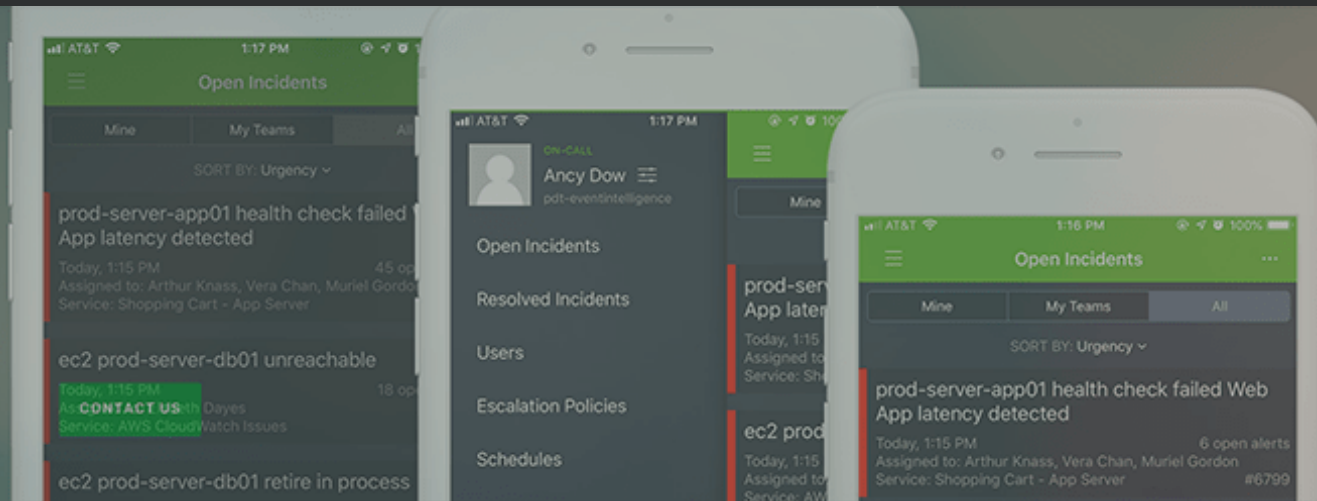 AT&T 1:17 PM
Open Incidents
Mine My Teams All
SORT BY: Urgency
prod-server-app01 health check failed
App latency detected
Today, 1:15 PM 45 op
Assigned to: Arthur Knass, Vera Chan, Muriel Gordo
Service: Shopping Cart - App Server
ec2 prod-server-db01 unreachable
Today, 1:15 PM 18 op
CONTACT US
Dayes
Service: AWS CloudWatch Issues
ec2 prod-server-db01 retire in process
AT&T 1:17 PM
ON-CALL
Ancy Dow
pdt-eventintelligence
Open Incidents
Resolved Incidents
Users
Escalation Policies
Schedules
Mine
prod-serv
App laten
Today, 1:15
Assigned to
Service: Sh
ec2 prod
Today, 1:15
Assigned to
Service: AW
AT&T 1:16 PM 100%
Open Incidents
Mine My Teams All
SORT BY: Urgency
prod-server-app01 health check failed Web
App latency detected
Today, 1:15 PM 6 open alerts
Assigned to: Arthur Knass, Vera Chan, Muriel Gordon
Service: Shopping Cart - App Server #6799